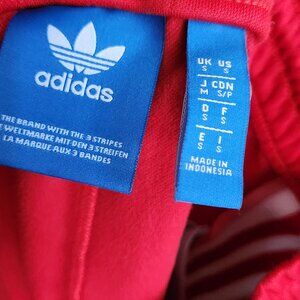 adidas
THE BRAND WITH THE 3 STRIPES
DIE WELTMARKE MIT DEN 3 STREIFEN
LA MARQUE AUX 3 BANDES
UK US
S S
J CDN
M S/P
D F
S S
E I
S S
MADE IN
INDONESIA